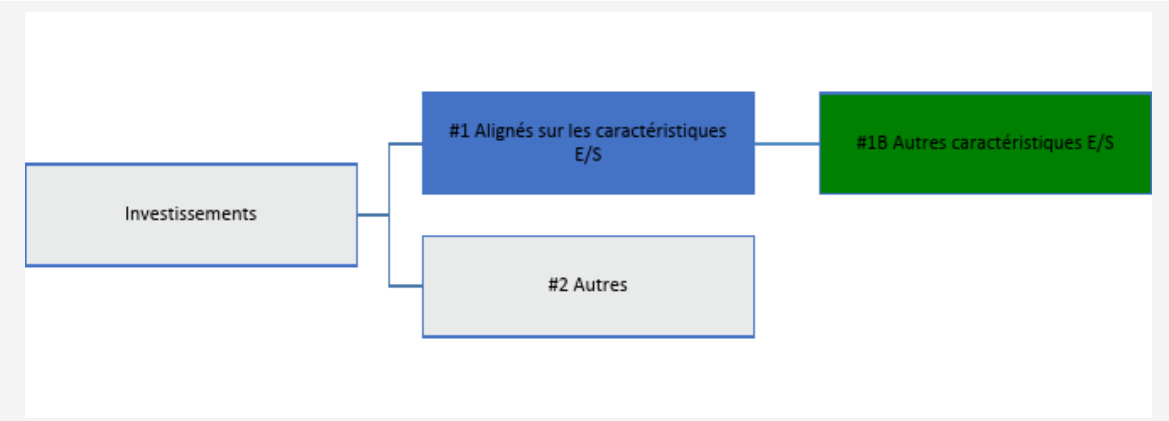 #1 Alignés sur les caractéristiques
E/S
#1B Autres caractéristiques E/S
Investissements
#2 Autres